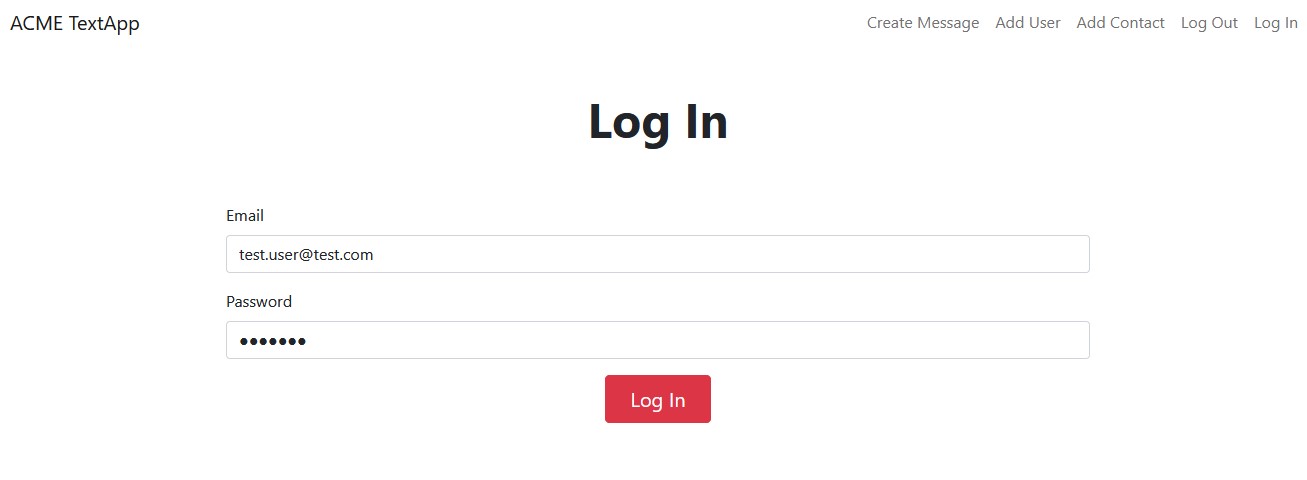 ACME TextApp Create Message Add User Add Contact Log Out Log In
Log In
Email
test.user@test.com
Password
•••••••
Log In